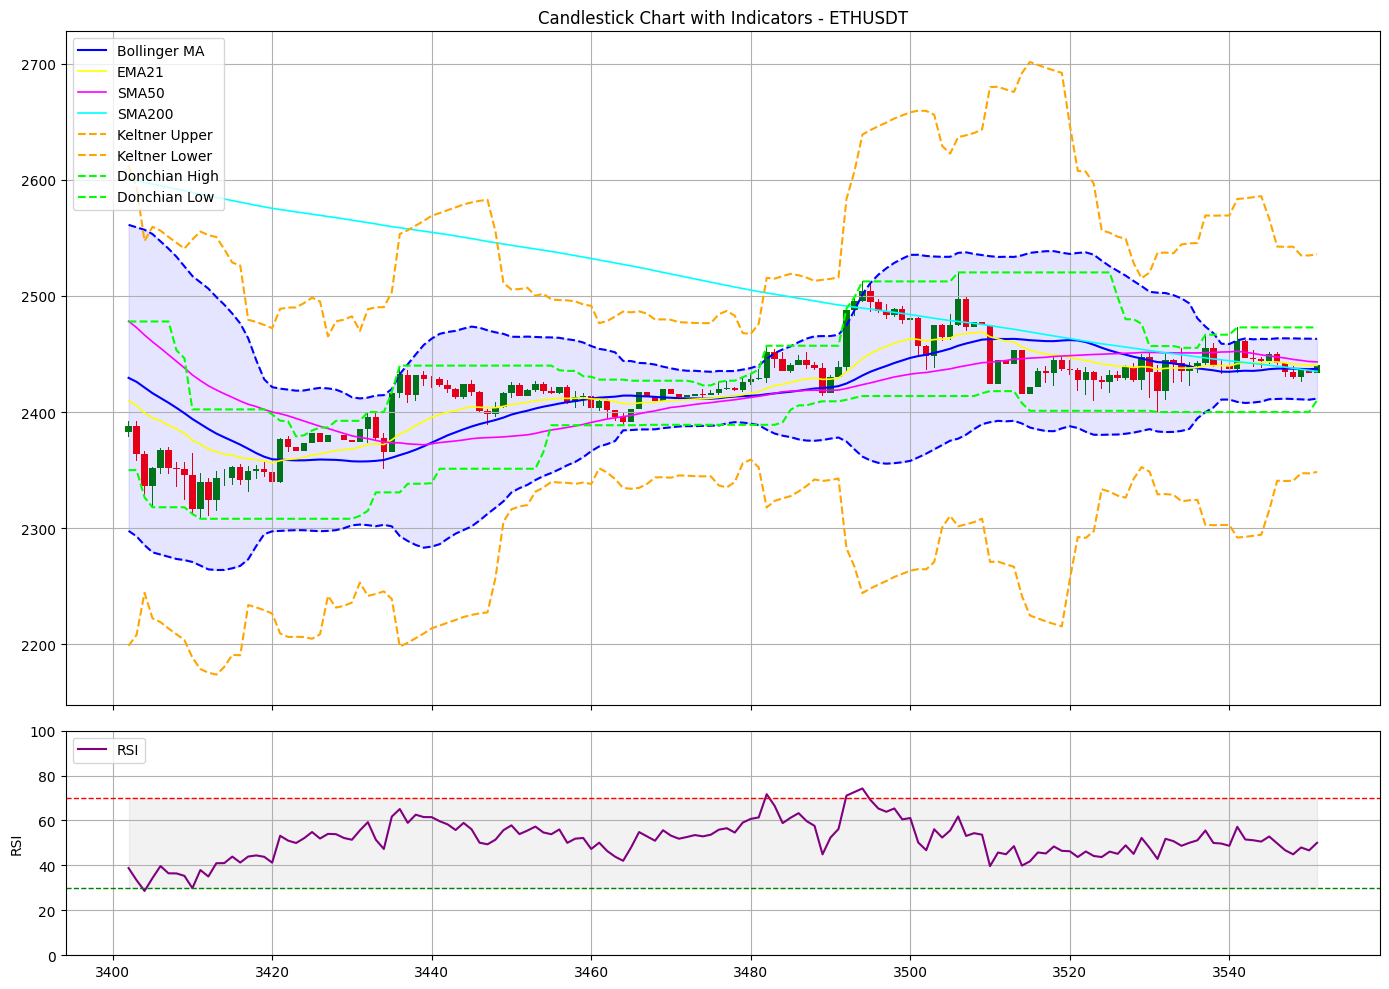 Candlestick Chart with Indicators - ETHUSDT
2700
2600
2500
2400
2300
2200
Bollinger MA
EMA21
SMA50
SMA200
Keltner Upper
Keltner Lower
Donchian High
Donchian Low
100
80
60
40
20
0
RSI
RSI
3400
3420
3440
3460
3480
3500
3520
3540